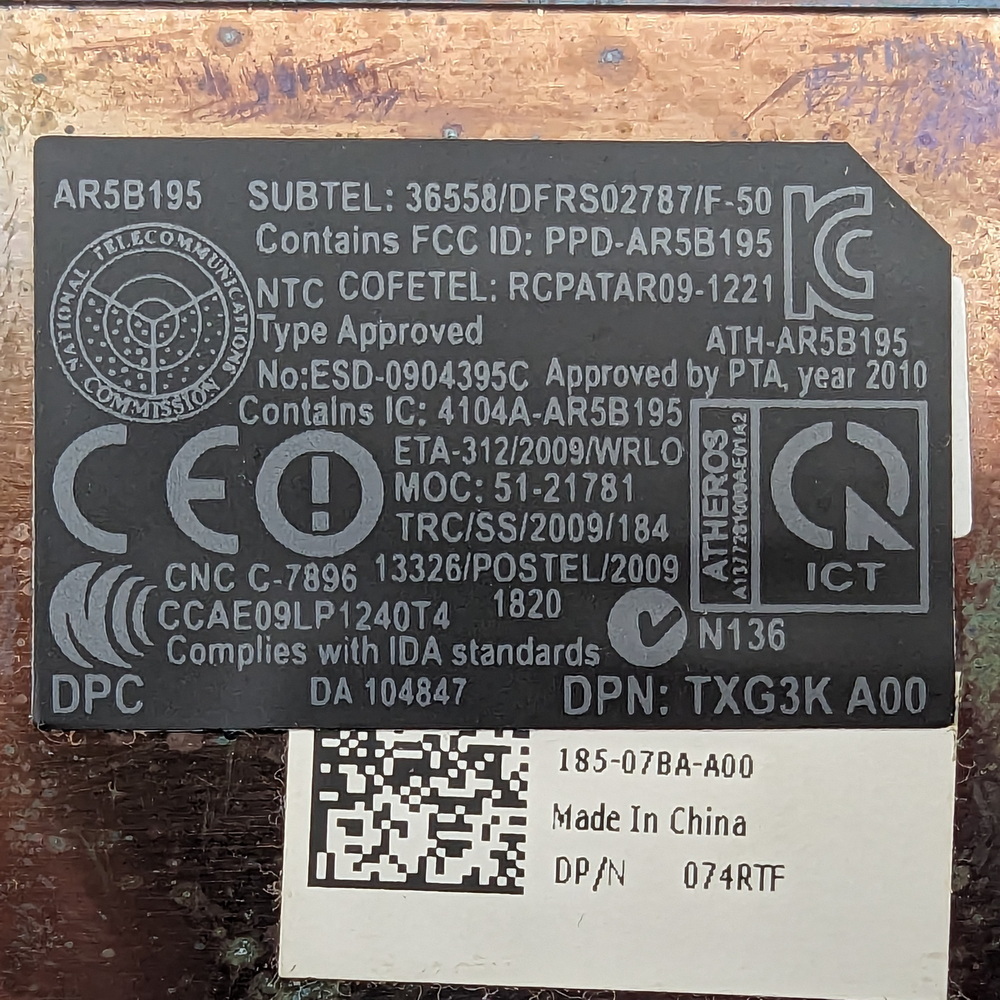 AR5B195
SUBTEL: 36558/DFRS02787/F-50
Contains FCC ID: PPD-AR5B195
NATIONAL TELECOMMUNICATIONS COMMISSION
NTC
COFETEL: RCPATAR09-1221
Type Approved
ATH-AR5B195
No:ESD-0904395C
Approved by PTA, year 2010
Contains IC: 4104A-AR5B195
CE
ETA-312/2009/WRLO
MOC: 51-21781
TRC/SS/2009/184
ATHEROS
ICT
CNC C-7896
13326/POSTEL/2009
CCAE09LP1240T4
1820
N136
Complies with IDA standards
DPC
DA 104847
DPN: TXG3K A00
185-07BA-A00
Made In China
DP/N 074RTF